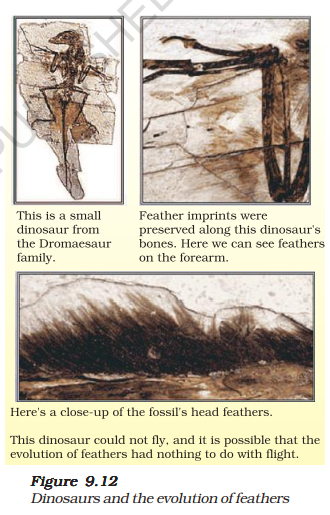 This is a small
dinosaur from
the Dromaesaur
family.
Feather imprints were
preserved along this dinosaur's
bones. Here we can see feathers
on the forearm.
Here's a close-up of the fossil's head feathers.
This dinosaur could not fly, and it is possible that the
evolution of feathers had nothing to do with flight.
Figure 9.12
Dinosaurs and the evolution of feathers